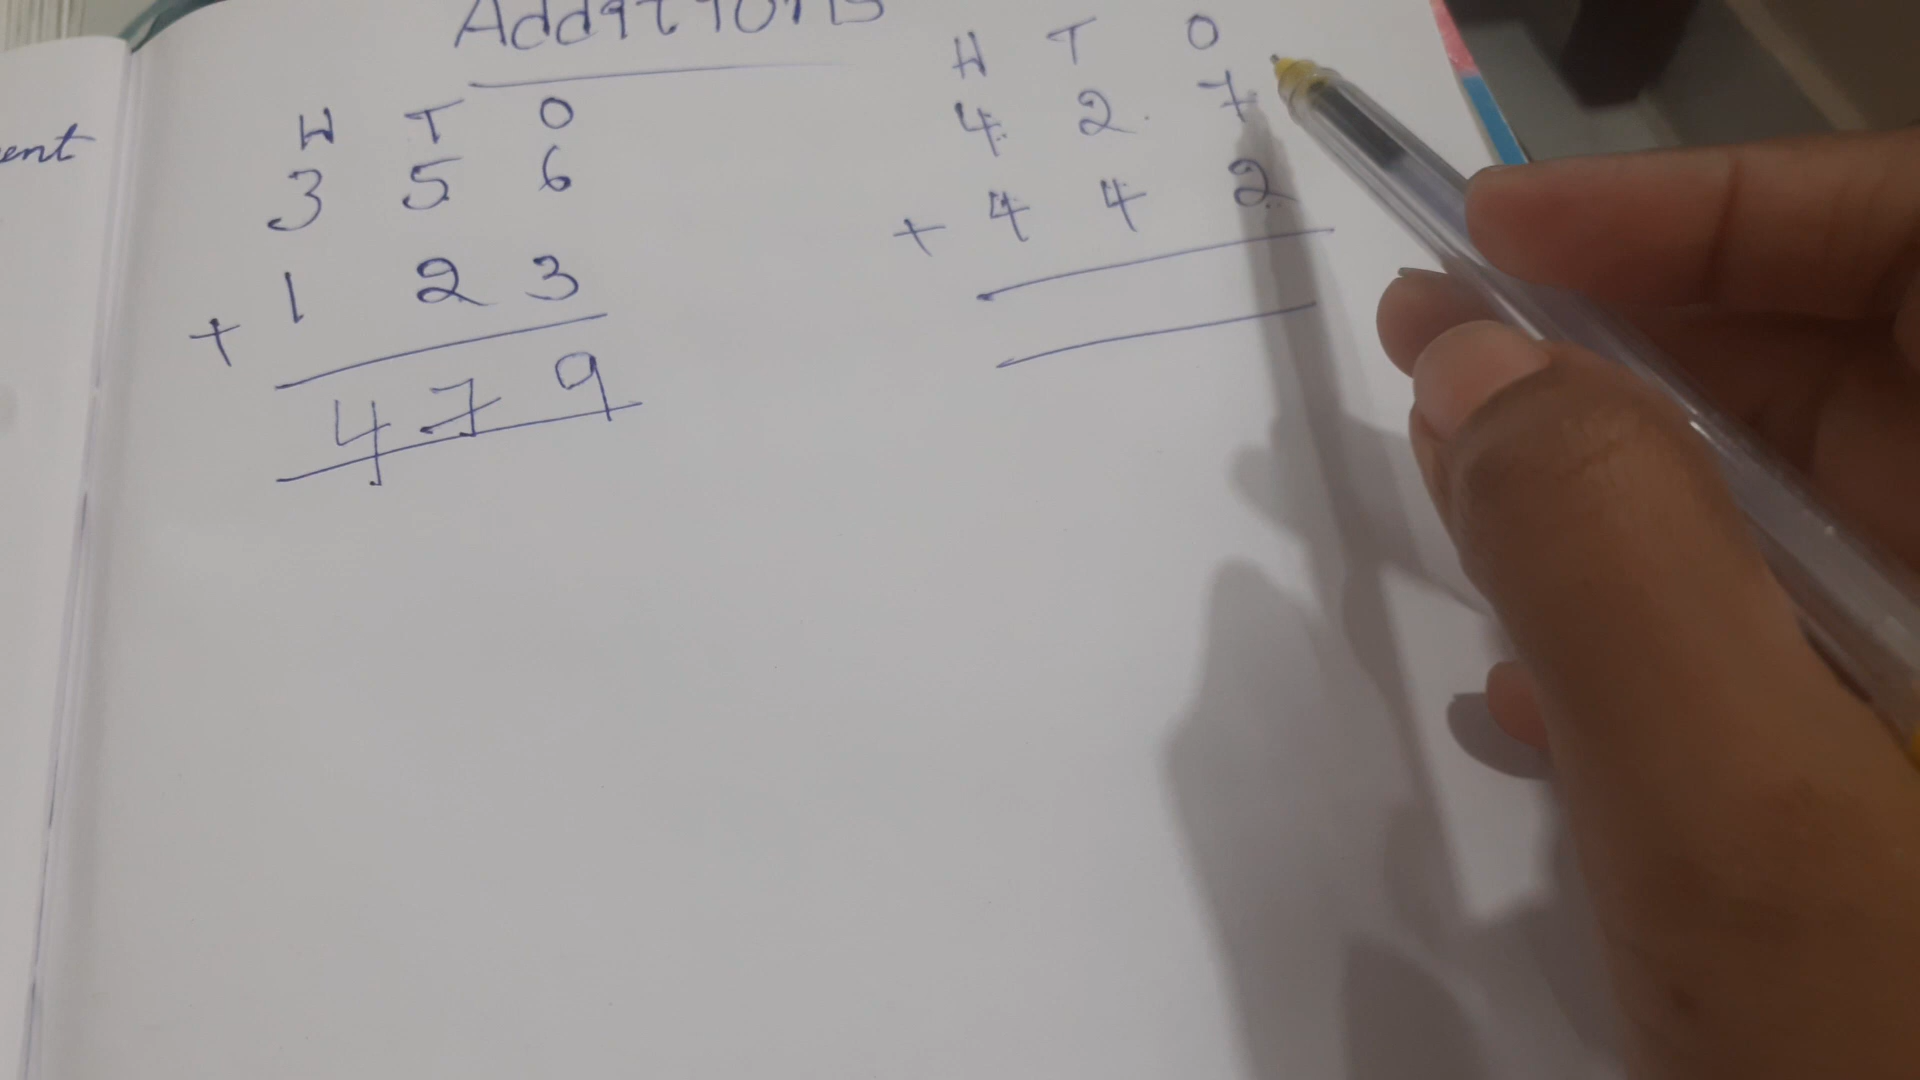 ent
Additions
H T O
3 5 6
+ 1 2 3
4 7 9
H T O
4 2 7
+ 4 4 2